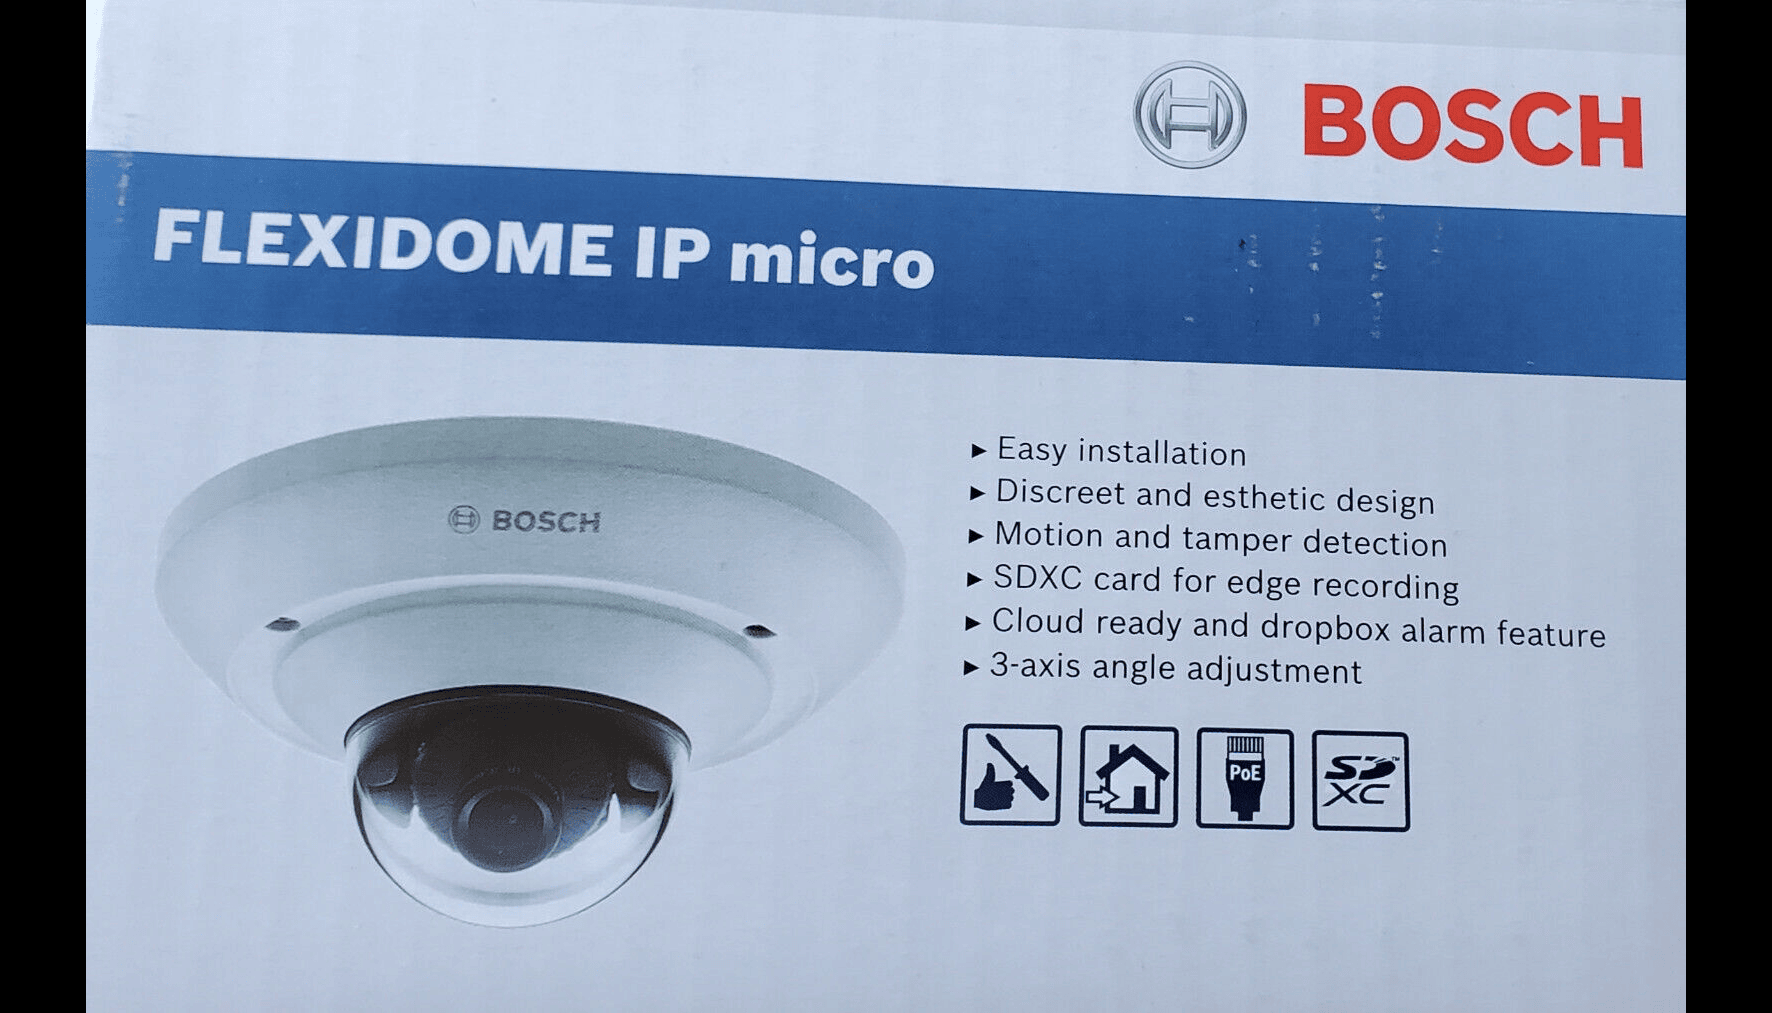 BOSCH
FLEXIDOME IP micro
BOSCH
▸ Easy installation
▸ Discreet and esthetic design
▸ Motion and tamper detection
▸ SDXC card for edge recording
▸ Cloud ready and dropbox alarm feature
▸ 3-axis angle adjustment
PoE
SD™
XC